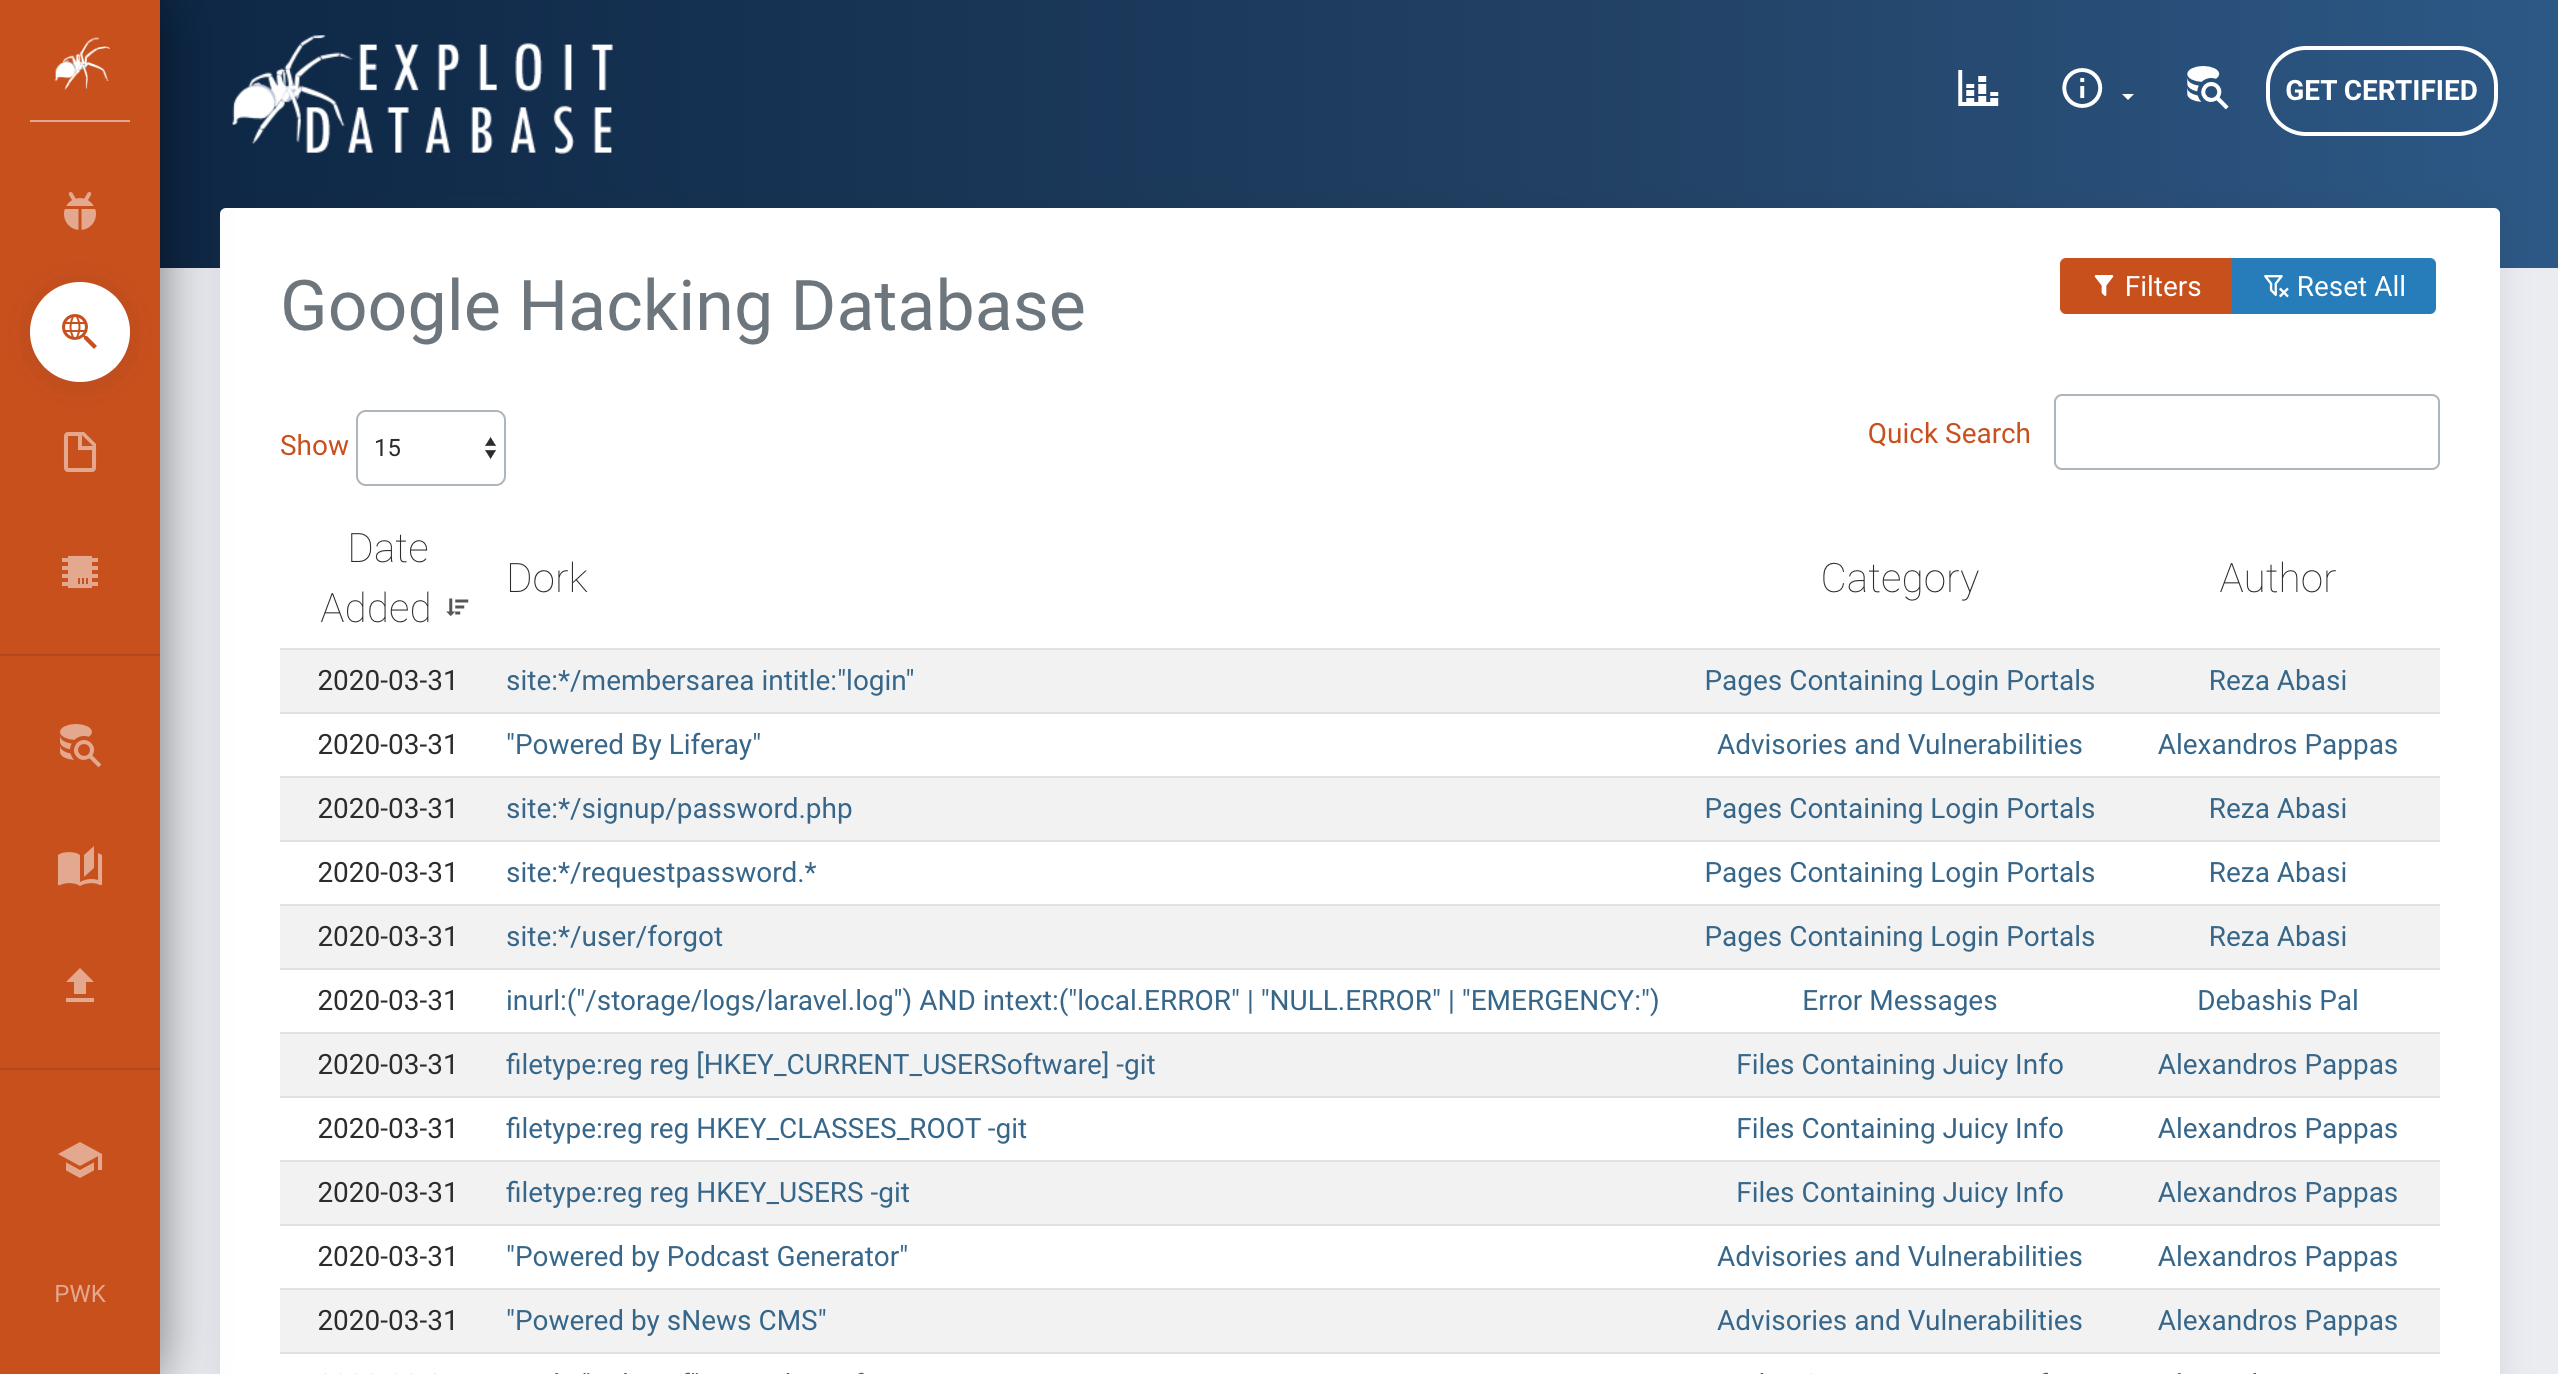 EXPLOIT
DATABASE
GET CERTIFIED
Google Hacking Database
Filters
Reset All
Show 15
Quick Search
Date Added Dork Category Author
2020-03-31 site:*/membersarea intitle:"login" Pages Containing Login Portals Reza Abasi
2020-03-31 "Powered By Liferay" Advisories and Vulnerabilities Alexandros Pappas
2020-03-31 site:*/signup/password.php Pages Containing Login Portals Reza Abasi
2020-03-31 site:*/requestpassword.* Pages Containing Login Portals Reza Abasi
2020-03-31 site:*/user/forgot Pages Containing Login Portals Reza Abasi
2020-03-31 inurl:("/storage/logs/laravel.log") AND intext:("local.ERROR" | "NULL.ERROR" | "EMERGENCY:") Error Messages Debashis Pal
2020-03-31 filetype:reg reg [HKEY_CURRENT_USERSoftware] -git Files Containing Juicy Info Alexandros Pappas
2020-03-31 filetype:reg reg HKEY_CLASSES_ROOT -git Files Containing Juicy Info Alexandros Pappas
2020-03-31 filetype:reg reg HKEY_USERS -git Files Containing Juicy Info Alexandros Pappas
2020-03-31 "Powered by Podcast Generator" Advisories and Vulnerabilities Alexandros Pappas
2020-03-31 "Powered by sNews CMS" Advisories and Vulnerabilities Alexandros Pappas
PWK